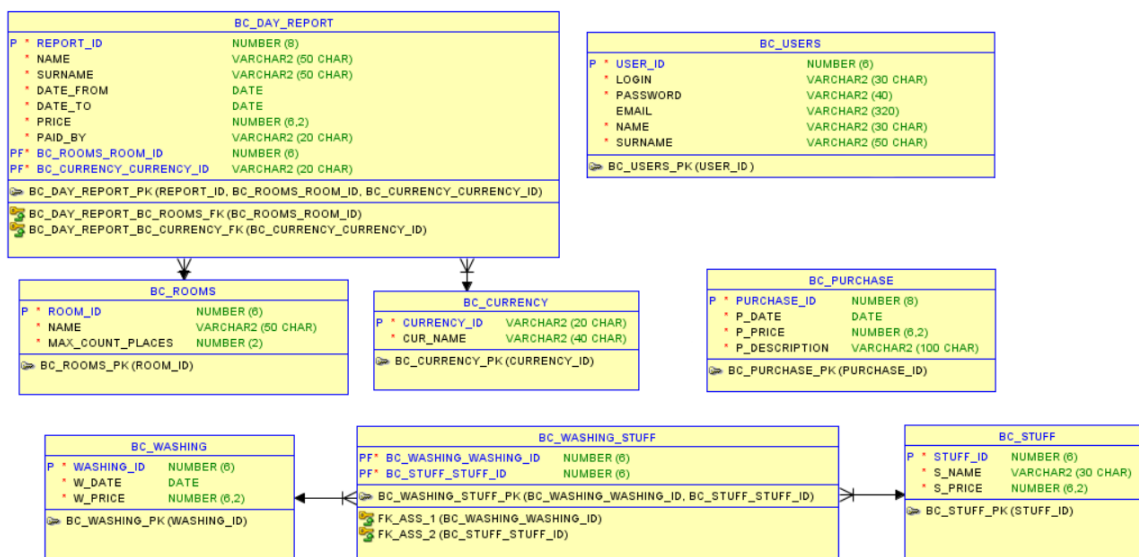 BC_DAY_REPORT
P * REPORT_ID NUMBER (8)
* NAME VARCHAR2 (50 CHAR)
* SURNAME VARCHAR2 (50 CHAR)
* DATE_FROM DATE
* DATE_TO DATE
* PRICE NUMBER (6,2)
* PAID_BY VARCHAR2 (20 CHAR)
PF* BC_ROOMS_ROOM_ID NUMBER (6)
PF* BC_CURRENCY_CURRENCY_ID VARCHAR2 (20 CHAR)
BC_DAY_REPORT_PK (REPORT_ID, BC_ROOMS_ROOM_ID, BC_CURRENCY_CURRENCY_ID)
BC_DAY_REPORT_BC_ROOMS_FK (BC_ROOMS_ROOM_ID)
BC_DAY_REPORT_BC_CURRENCY_FK (BC_CURRENCY_CURRENCY_ID)
BC_USERS
P * USER_ID NUMBER (6)
* LOGIN VARCHAR2 (30 CHAR)
* PASSWORD VARCHAR2 (40)
EMAIL VARCHAR2 (320)
* NAME VARCHAR2 (30 CHAR)
* SURNAME VARCHAR2 (50 CHAR)
BC_USERS_PK (USER_ID)
BC_ROOMS
P * ROOM_ID NUMBER (6)
* NAME VARCHAR2 (50 CHAR)
* MAX_COUNT_PLACES NUMBER (2)
BC_ROOMS_PK (ROOM_ID)
BC_CURRENCY
P * CURRENCY_ID VARCHAR2 (20 CHAR)
* CUR_NAME VARCHAR2 (40 CHAR)
BC_CURRENCY_PK (CURRENCY_ID)
BC_PURCHASE
P * PURCHASE_ID NUMBER (8)
* P_DATE DATE
* P_PRICE NUMBER (6,2)
* P_DESCRIPTION VARCHAR2 (100 CHAR)
BC_PURCHASE_PK (PURCHASE_ID)
BC_WASHING
P * WASHING_ID NUMBER (6)
* W_DATE DATE
* W_PRICE NUMBER (6,2)
BC_WASHING_PK (WASHING_ID)
BC_WASHING_STUFF
PF* BC_WASHING_WASHING_ID NUMBER (6)
PF* BC_STUFF_STUFF_ID NUMBER (6)
BC_WASHING_STUFF_PK (BC_WASHING_WASHING_ID, BC_STUFF_STUFF_ID)
FK_ASS_1 (BC_WASHING_WASHING_ID)
FK_ASS_2 (BC_STUFF_STUFF_ID)
BC_STUFF
P * STUFF_ID NUMBER (6)
* S_NAME VARCHAR2 (30 CHAR)
* S_PRICE NUMBER (6,2)
BC_STUFF_PK (STUFF_ID)